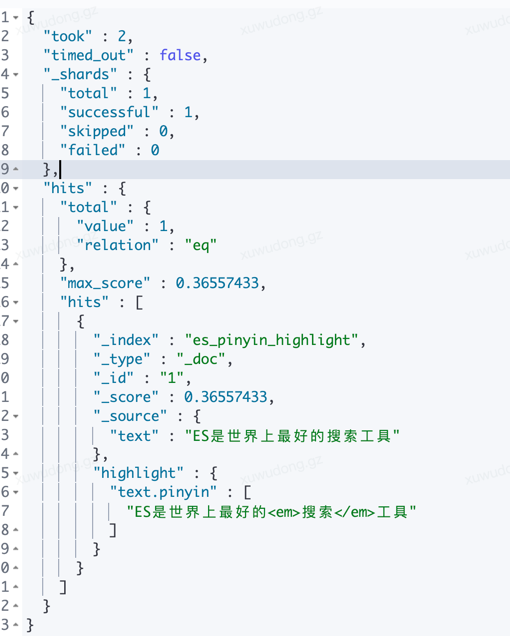 1 {
2 "took" : 2,
3 "timed_out" : false,
4 "_shards" : {
5 "total" : 1,
6 "successful" : 1,
7 "skipped" : 0,
8 "failed" : 0
9 },
0 "hits" : {
1 "total" : {
2 "value" : 1,
3 "relation" : "eq"
4 },
5 "max_score" : 0.36557433,
6 "hits" : [
7 {
8 "_index" : "es_pinyin_highlight",
9 "_type" : "_doc",
0 "_id" : "1",
1 "_score" : 0.36557433,
2 "_source" : {
3 "text" : "ES是世界上最好的搜索工具"
4 },
5 "highlight" : {
6 "text.pinyin" : [
7 "ES是世界上最好的<em>搜索</em>工具"
8 ]
9 }
0 }
1 ]
2 }
3 }
xuwudong.gz